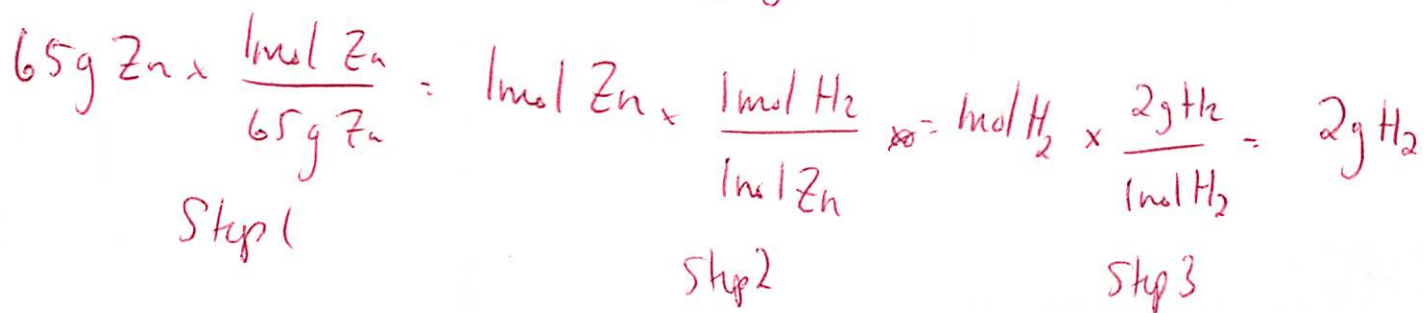 65g Zn x 1mol Zn / 65g Zn = 1mol Zn x 1mol H2 / 1mol Zn = 1mol H2 x 2g H2 / 1mol H2 = 2g H2
Step 1
Step 2
Step 3